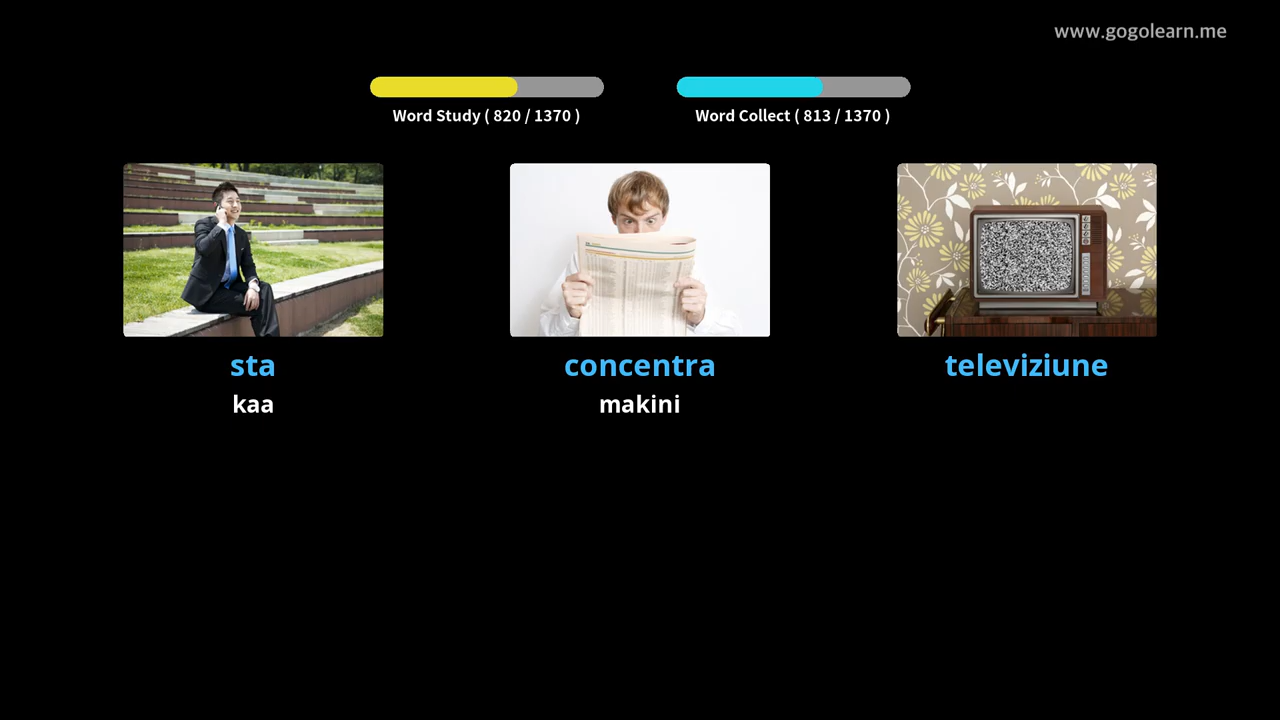 www.gogolearn.me
Word Study ( 820 / 1370 )
Word Collect ( 813 / 1370 )
sta
kaa
concentra
makini
televiziune